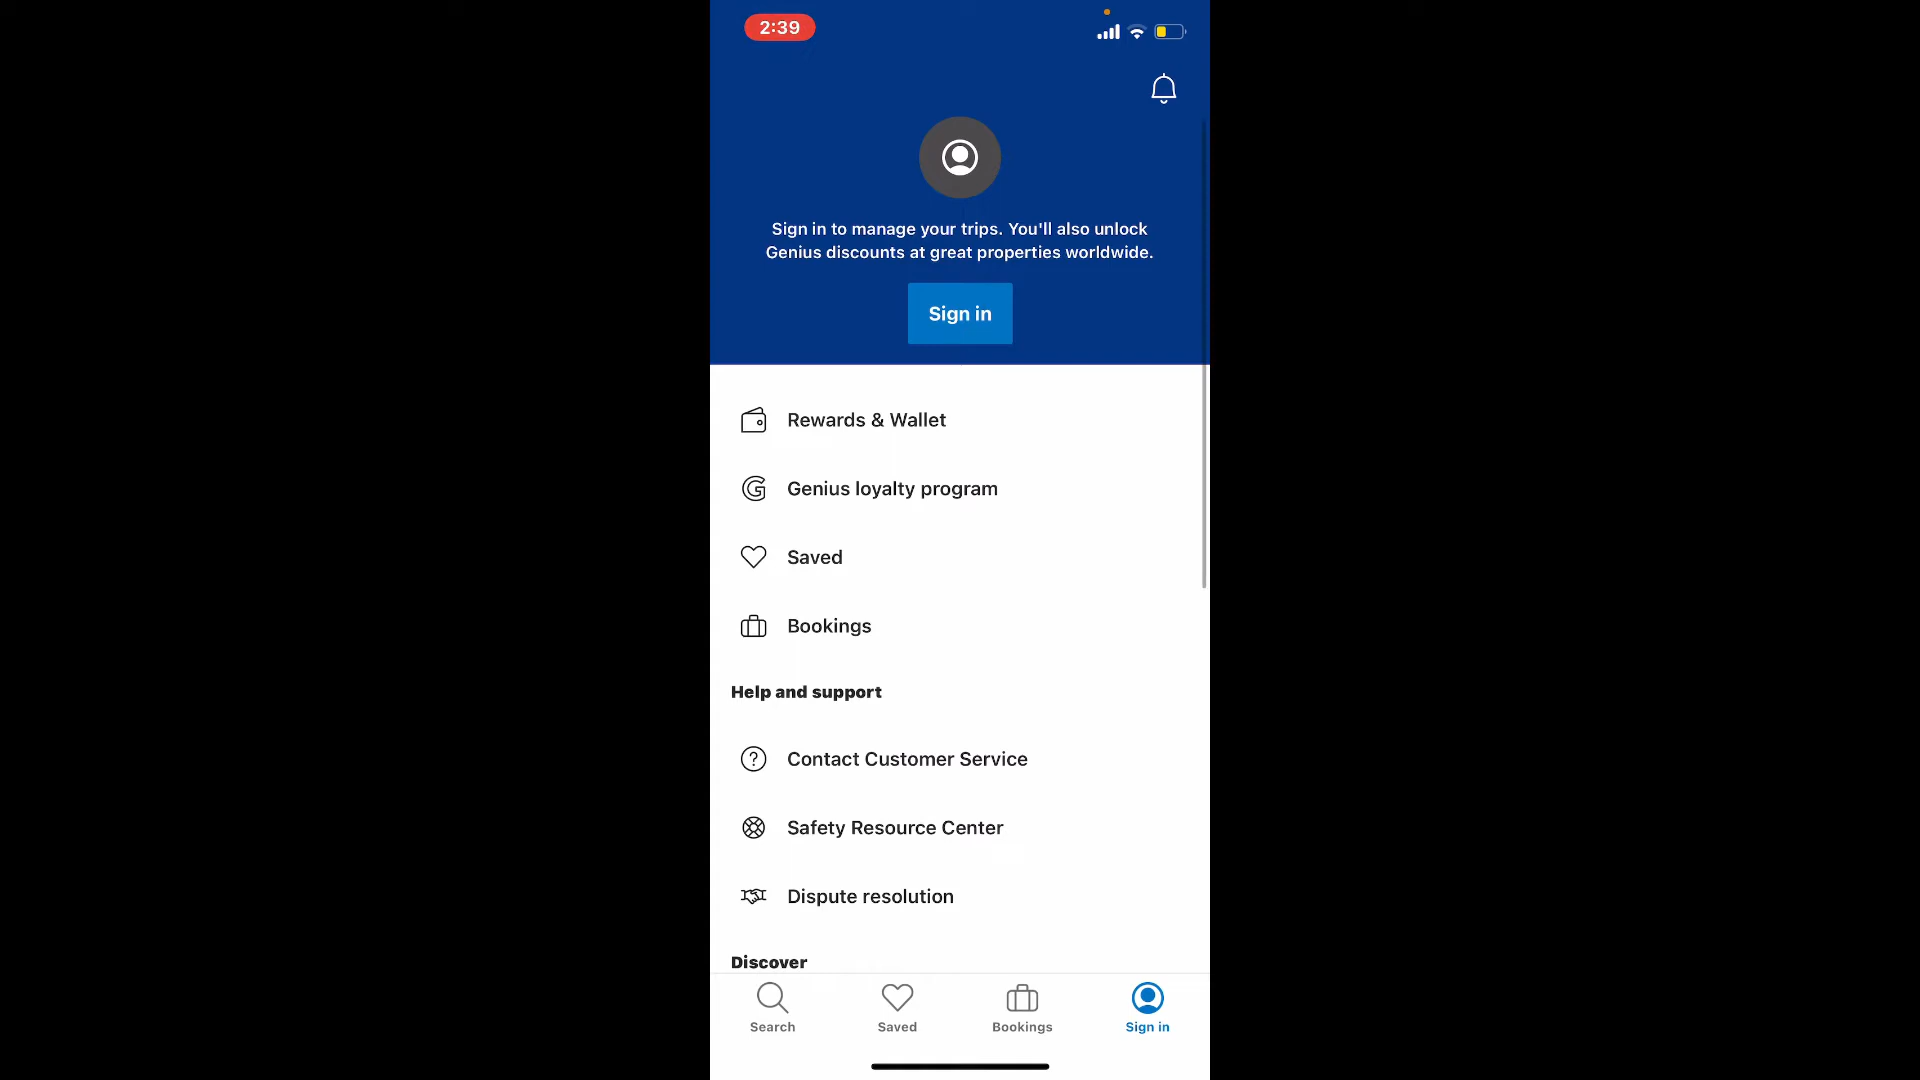 2:39
Sign in to manage your trips. You'll also unlock
Genius discounts at great properties worldwide.
Sign in
Rewards & Wallet
Genius loyalty program
Saved
Bookings
Help and support
Contact Customer Service
Safety Resource Center
Dispute resolution
Discover
Search
Saved
Bookings
Sign in